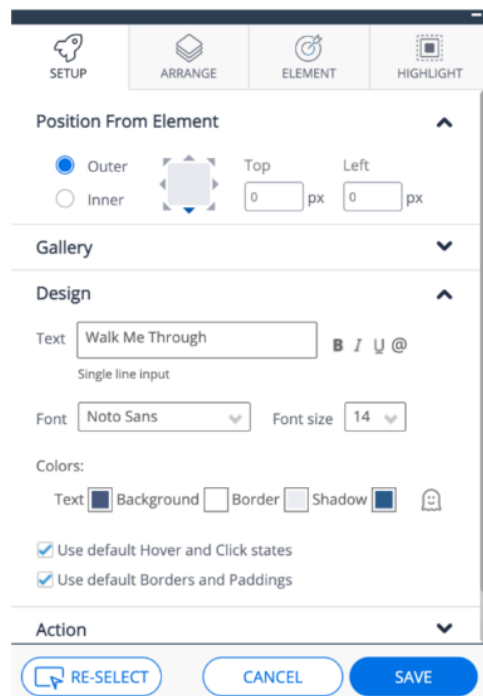 SETUP ARRANGE ELEMENT HIGHLIGHT
Position From Element
Outer Top Left
Inner 0 px 0 px
Gallery
Design
Text Walk Me Through B I U @
Single line input
Font Noto Sans Font size 14
Colors:
Text Background Border Shadow
Use default Hover and Click states
Use default Borders and Paddings
Action
RE-SELECT CANCEL SAVE